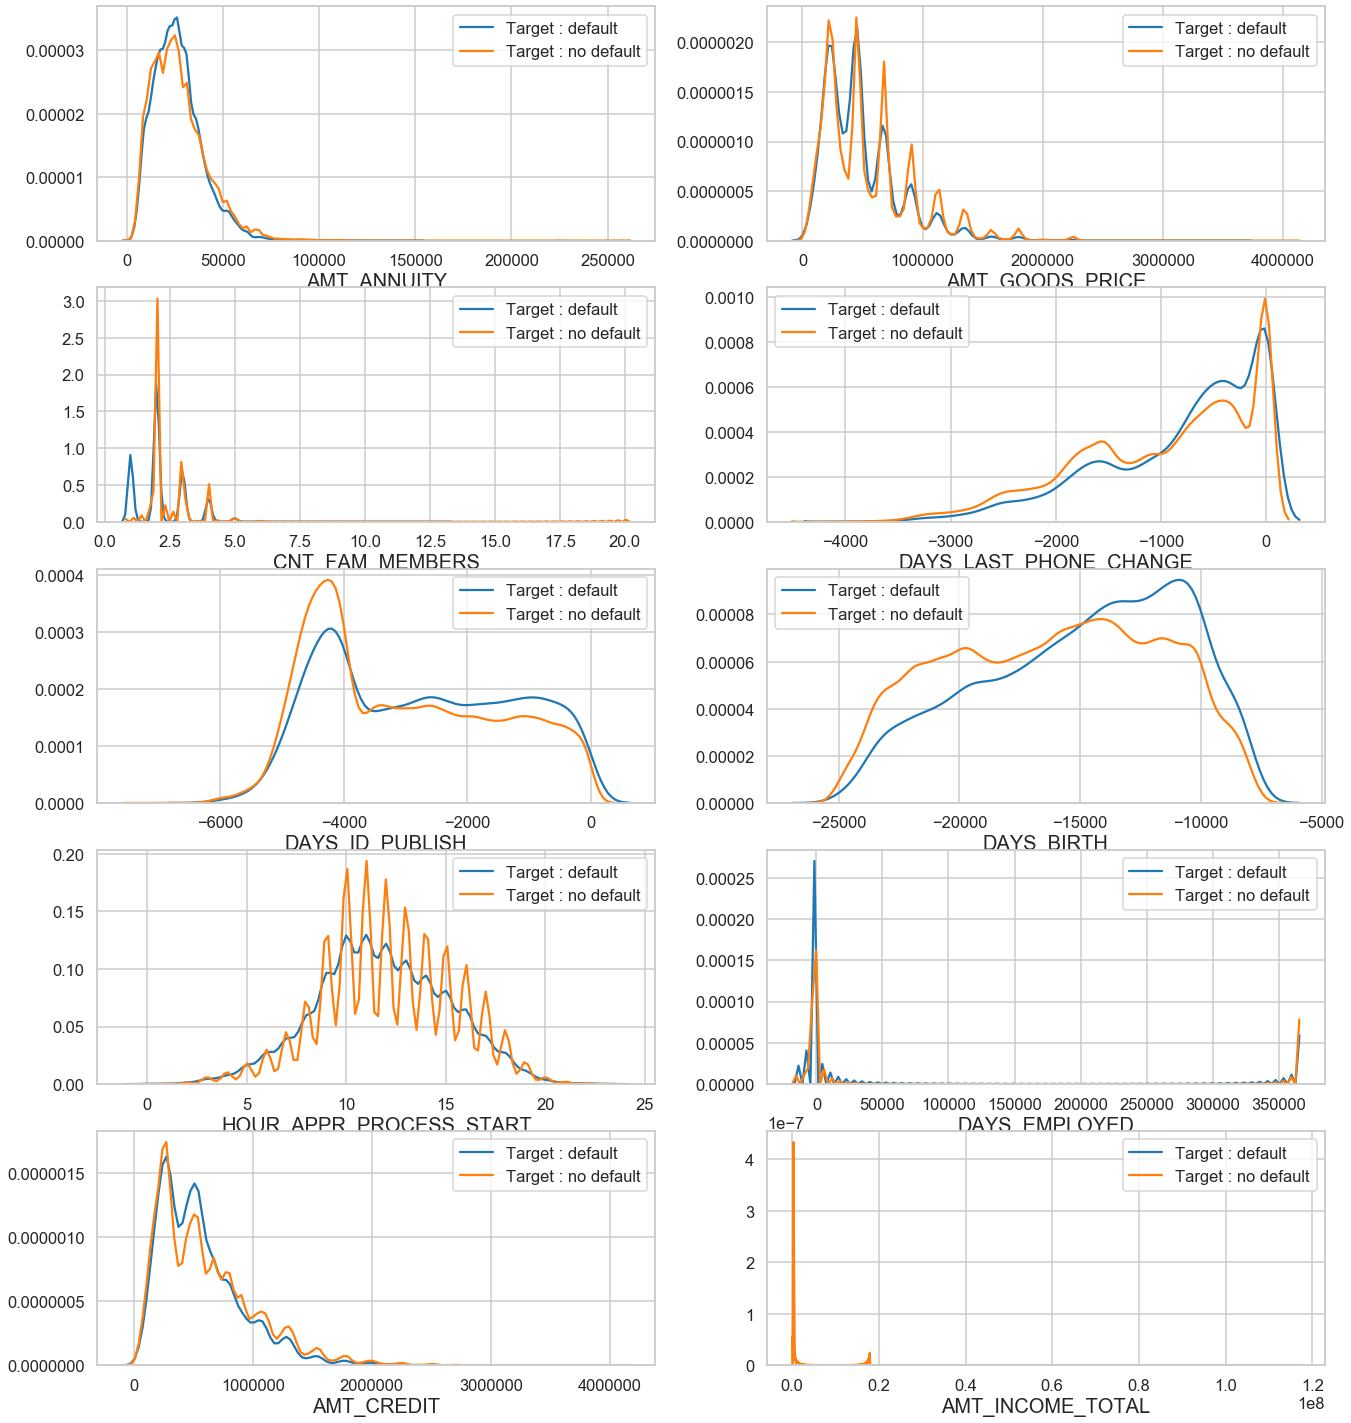 0.00003
0.00002
0.00001
0.00000
Target : default
Target : no default
0 50000 100000 150000 200000 250000
AMT_ANNUITY
0.0000020
0.0000015
0.0000010
0.0000005
0.0000000
Target : default
Target : no default
0 1000000 2000000 3000000 4000000
AMT_GOODS_PRICE
3.0
2.5
2.0
1.5
1.0
0.5
0.0
Target : default
Target : no default
0.0 2.5 5.0 7.5 10.0 12.5 15.0 17.5 20.0
CNT_FAM_MEMBERS
0.0010
0.0008
0.0006
0.0004
0.0002
0.0000
Target : default
Target : no default
−4000 −3000 −2000 −1000 0
DAYS_LAST_PHONE_CHANGE
0.0004
0.0003
0.0002
0.0001
0.0000
Target : default
Target : no default
−6000 −4000 −2000 0
DAYS_ID_PUBLISH
0.00008
0.00006
0.00004
0.00002
0.00000
Target : default
Target : no default
−25000 −20000 −15000 −10000 −5000
DAYS_BIRTH
0.20
0.15
0.10
0.05
0.00
Target : default
Target : no default
0 5 10 15 20 25
HOUR_APPR_PROCESS_START
0.00025
0.00020
0.00015
0.00010
0.00005
0.00000
Target : default
Target : no default
0 50000 100000 150000 200000 250000 300000 350000
DAYS_EMPLOYED
0.0000015
0.0000010
0.0000005
0.0000000
Target : default
Target : no default
0 1000000 2000000 3000000 4000000
AMT_CREDIT
1e−7
4
3
2
1
0
Target : default
Target : no default
0.0 0.2 0.4 0.6 0.8 1.0 1.2
1e8
AMT_INCOME_TOTAL